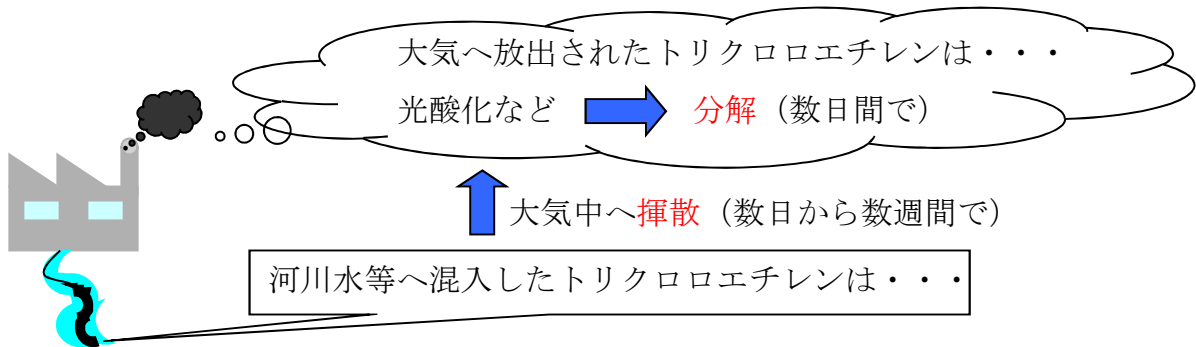 大気へ放出されたトリクロロエチレンは・・・
光酸化など 分解（数日間で）
大気中へ揮散（数日から数週間で）
河川水等へ混入したトリクロロエチレンは・・・